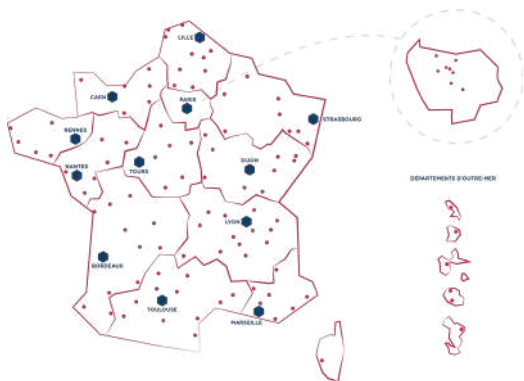 LILLE
CAEN
PARIS
STRASBOURG
RENNES
DIJON
NANTES
TOURS
DÉPARTEMENTS D'OUTRE-MER
LYON
BORDEAUX
TOULOUSE
MARSEILLE